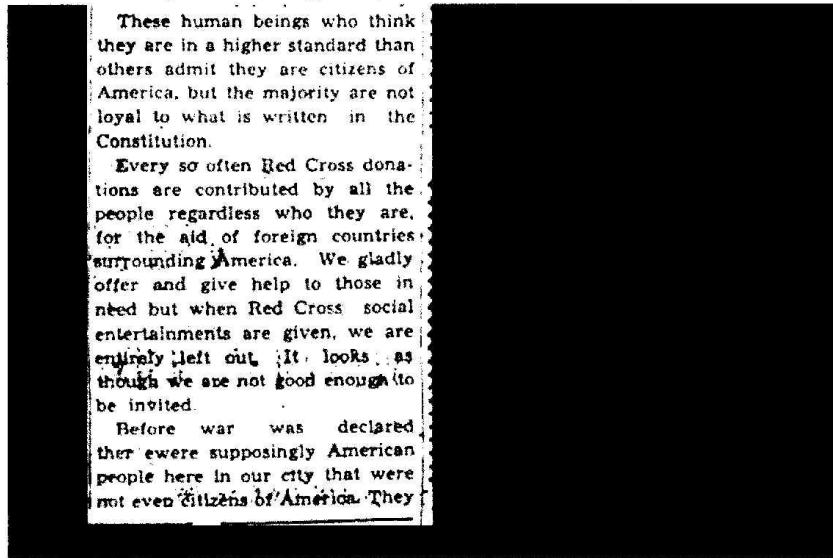 These human beings who think
they are in a higher standard than
others admit they are citizens of
America, but the majority are not
loyal to what is written in the
Constitution.
Every so often Red Cross dona-
tions are contributed by all the
people regardless who they are,
for the aid of foreign countries
surrounding America. We gladly
offer and give help to those in
need but when Red Cross social
entertainments are given, we are
entirely left out. It looks as
though we are not good enough to
be invited.
Before war was declared
ther ewere supposingly American
people here in our city that were
not even citizens of America. They